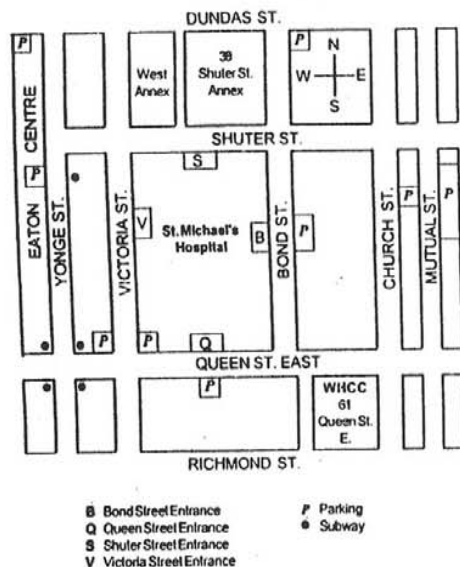 DUNDAS ST.
P
P
N
W E
S
West
Annex
38
Shuter St.
Annex
SHUTER ST.
EATON CENTRE
P
YONGE ST.
VICTORIA ST.
S
V
St. Michael's
Hospital
B
BOND ST.
P
CHURCH ST.
P
MUTUAL ST.
P
P
P
Q
QUEEN ST. EAST
P
WHCC
61
Queen St.
E.
RICHMOND ST.
B Bond Street Entrance
Q Queen Street Entrance
S Shuter Street Entrance
V Victoria Street Entrance
P Parking
Subway